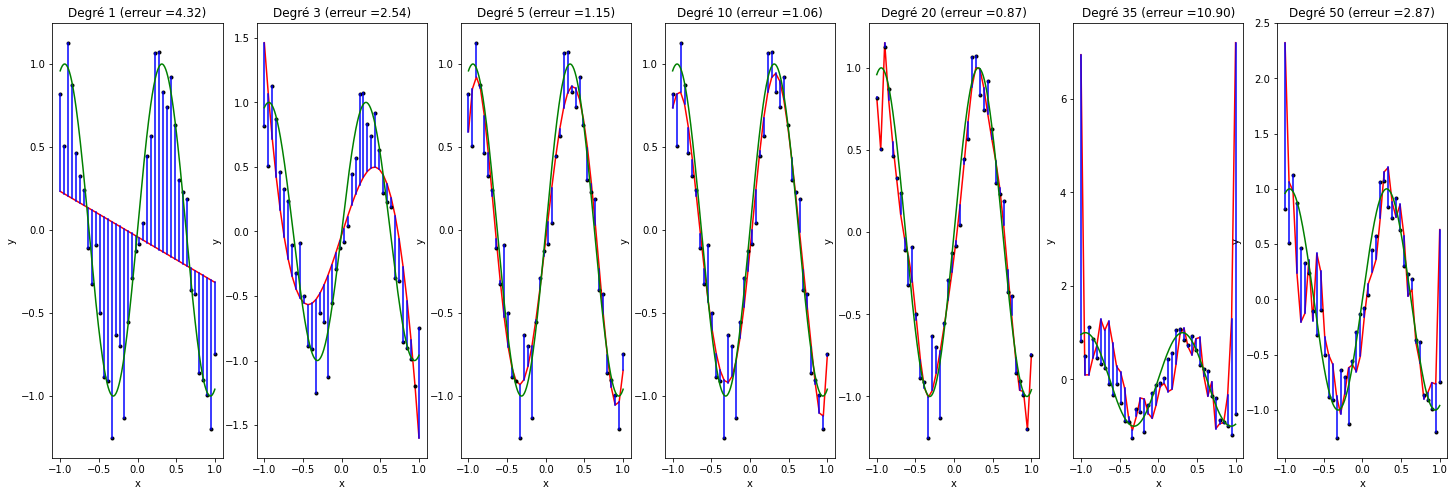 Degré 1 (erreur =4.32)
1.0
0.5
0.0
−0.5
−1.0
y
−1.0 −0.5 0.0 0.5 1.0
x
Degré 3 (erreur =2.54)
1.5
1.0
0.5
0.0
−0.5
−1.0
−1.5
y
−1.0 −0.5 0.0 0.5 1.0
x
Degré 5 (erreur =1.15)
1.0
0.5
0.0
−0.5
−1.0
y
−1.0 −0.5 0.0 0.5 1.0
x
Degré 10 (erreur =1.06)
1.0
0.5
0.0
−0.5
−1.0
y
−1.0 −0.5 0.0 0.5 1.0
x
Degré 20 (erreur =0.87)
1.0
0.5
0.0
−0.5
−1.0
y
−1.0 −0.5 0.0 0.5 1.0
x
Degré 35 (erreur =10.90)
6
4
2
0
y
−1.0 −0.5 0.0 0.5 1.0
x
Degré 50 (erreur =2.87)
2.5
2.0
1.5
1.0
0.5
0.0
−0.5
−1.0
y
−1.0 −0.5 0.0 0.5 1.0
x